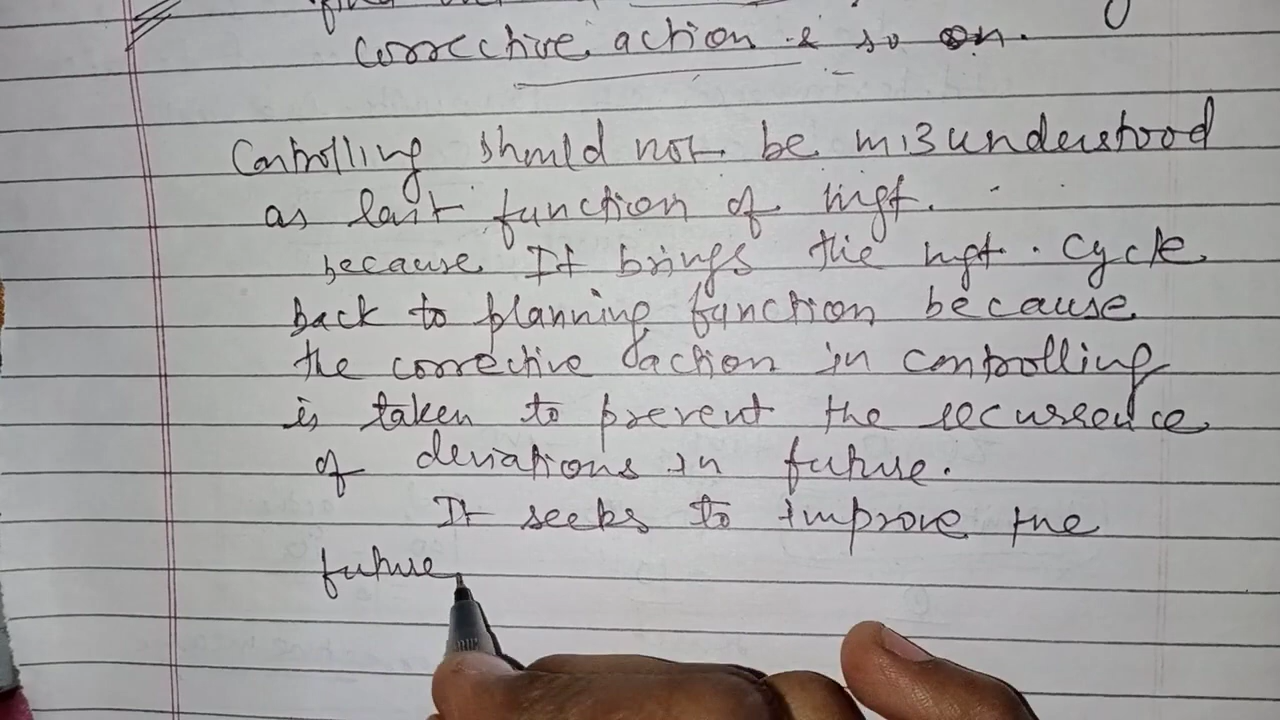 corrective action & so on.
Controlling should not be misunderstood
as last function of mgt.
because It brings the mgt. cycle
back to planning function because
the corrective action in controlling
is taken to prevent the recurrence
of deviations in future.
It seeks to improve the
future